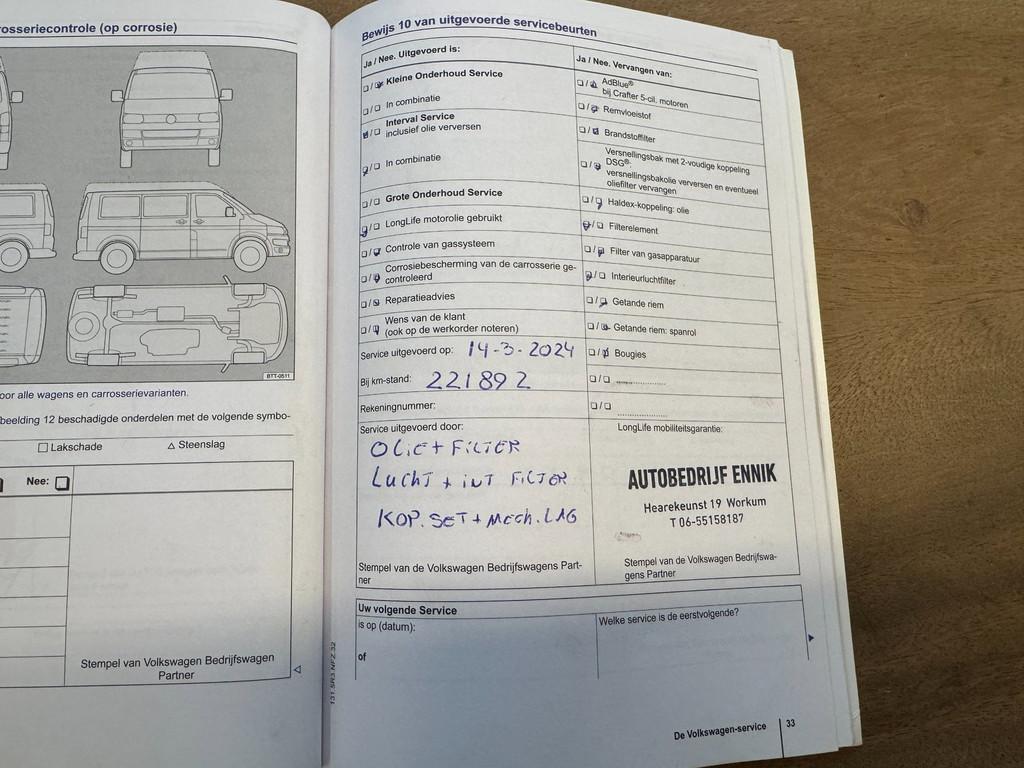 rosseriecontrole (op corrosie)
BTT-0511
oor alle wagens en carrosserievarianten.
beelding 12 beschadigde onderdelen met de volgende symbo-
Lakschade
Steenslag
Nee:
Stempel van Volkswagen Bedrijfswagen
Partner
Bewijs 10 van uitgevoerde servicebeurten
Ja / Nee. Uitgevoerd is:
Kleine Onderhoud Service
In combinatie
Interval Service
inclusief olie verversen
In combinatie
Grote Onderhoud Service
LongLife motorolie gebruikt
Controle van gassysteem
Corrosiebescherming van de carrosserie ge-
controleerd
Reparatieadvies
Wens van de klant
(ook op de werkorder noteren)
Service uitgevoerd op: 14-3-2024
Bij km-stand: 221892
Rekeningnummer:
Service uitgevoerd door:
OLiE + FiLTER
LuchT + iNT FiLTER
KOP. SET + MECH. LAG
Stempel van de Volkswagen Bedrijfswagens Part-
ner
Ja / Nee. Vervangen van:
AdBlue®
bij Crafter 5-cil. motoren
Remvloeistof
Brandstoffilter
Versnellingsbak met 2-voudige koppeling
DSG®:
versnellingsbakolie verversen en eventueel
oliefilter vervangen
Haldex-koppeling: olie
Filterelement
Filter van gasapparatuur
Interieurluchtfilter
Getande riem
Getande riem: spanrol
Bougies
LongLife mobiliteitsgarantie:
AUTOBEDRIJF ENNIK
Hearekeunst 19 Workum
T 06-55158187
Stempel van de Volkswagen Bedrijfswa-
gens Partner
Uw volgende Service
is op (datum):
of
Welke service is de eerstvolgende?
131.5R3.NFZ.32
De Volkswagen-service 33